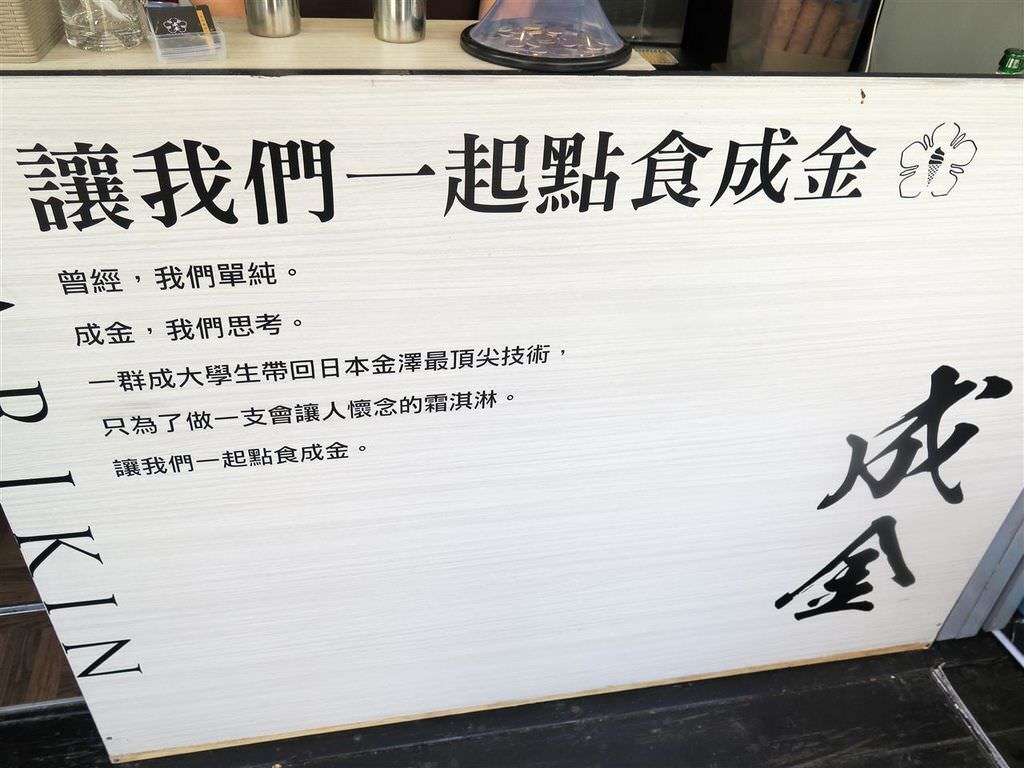 讓我們一起點食成金
曾經，我們單純。
成金，我們思考。
一群成大學生帶回日本金澤最頂尖技術，
只為了做一支會讓人懷念的霜淇淋。
讓我們一起點食成金。
成金
ARIKIN